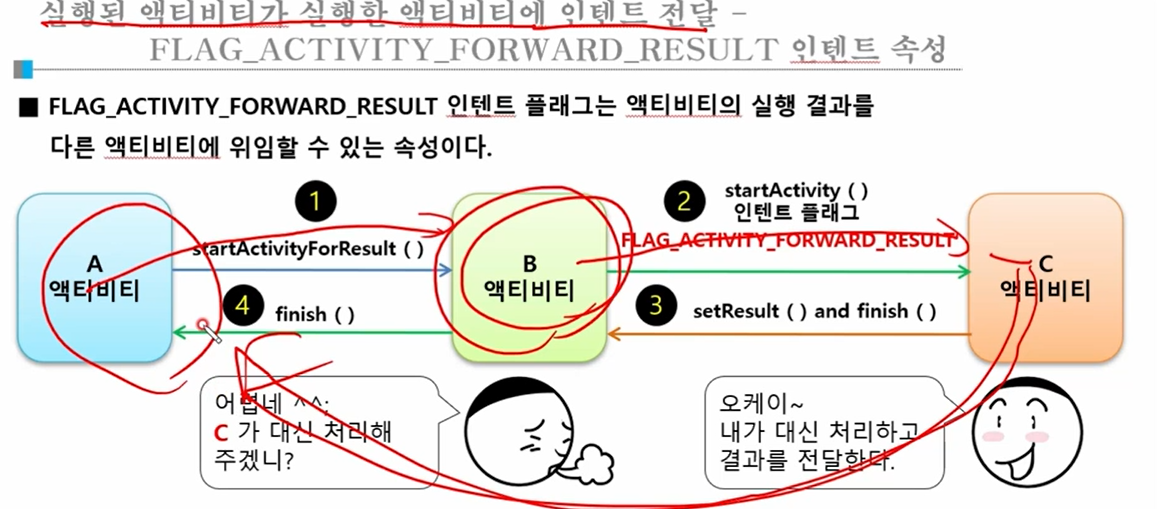 실행된 액티비티가 실행한 액티비티에 인텐트 전달 –
FLAG_ACTIVITY_FORWARD_RESULT 인텐트 속성
■ FLAG_ACTIVITY_FORWARD_RESULT 인텐트 플래그는 액티비티의 실행 결과를
다른 액티비티에 위임할 수 있는 속성이다.
A
액티비티
1
startActivityForResult ( )
B
액티비티
2
startActivity ( )
인텐트 플래그
FLAG_ACTIVITY_FORWARD_RESULT
C
액티비티
3
setResult ( ) and finish ( )
4
finish ( )
어렵네 ^^;
C 가 대신 처리해
주겠니?
오케이~
내가 대신 처리하고
결과를 전달한다.